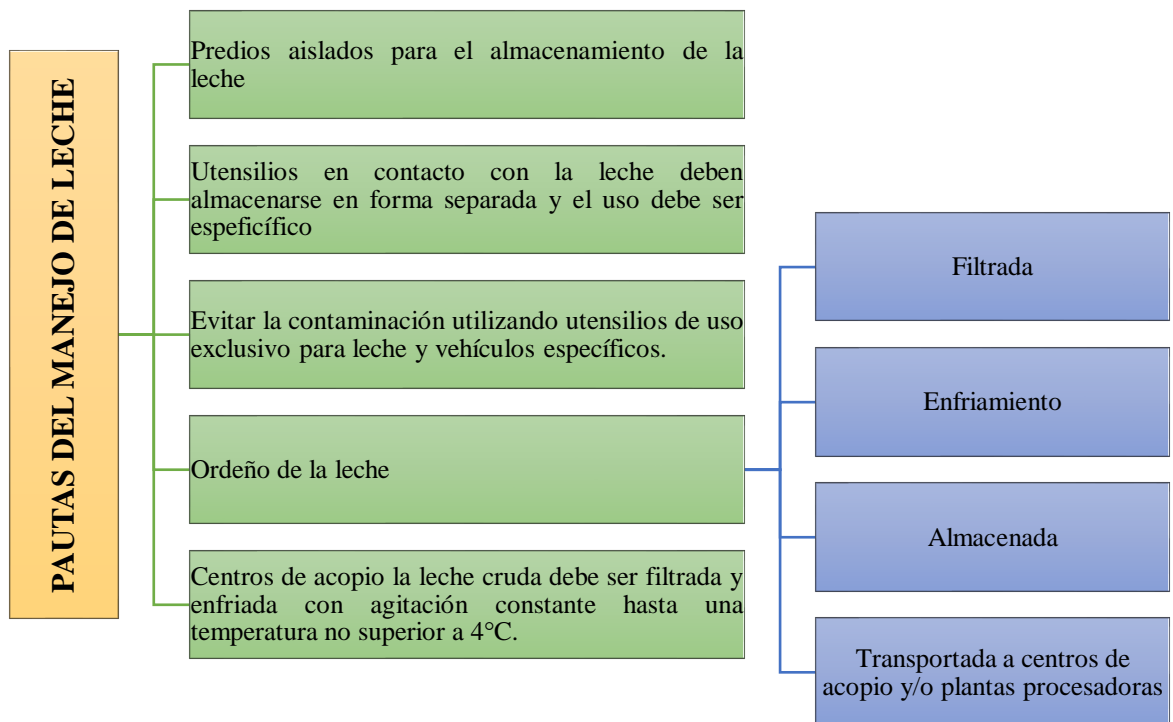 PAUTAS DEL MANEJO DE LECHE
Predios aislados para el almacenamiento de la
leche
Utensilios en contacto con la leche deben
almacenarse en forma separada y el uso debe ser
espeficífico
Evitar la contaminación utilizando utensilios de uso
exclusivo para leche y vehículos específicos.
Ordeño de la leche
Centros de acopio la leche cruda debe ser filtrada y
enfriada con agitación constante hasta una
temperatura no superior a 4°C.
Filtrada
Enfriamiento
Almacenada
Transportada a centros de
acopio y/o plantas procesadoras